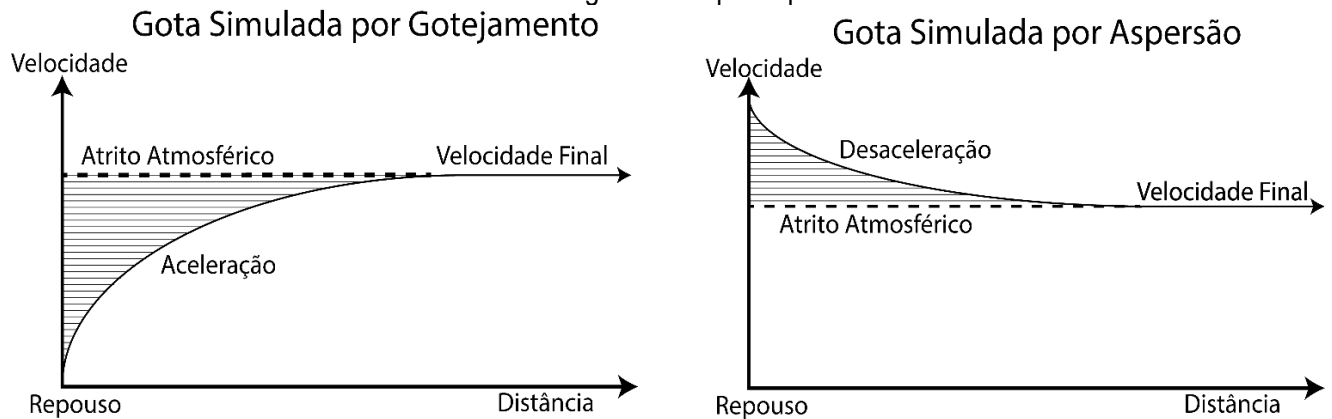 Gota Simulada por Gotejamento
Velocidade
Atrito Atmosférico
Velocidade Final
Aceleração
Repouso
Distância
Gota Simulada por Aspersão
Velocidade
Desaceleração
Velocidade Final
Atrito Atmosférico
Repouso
Distância